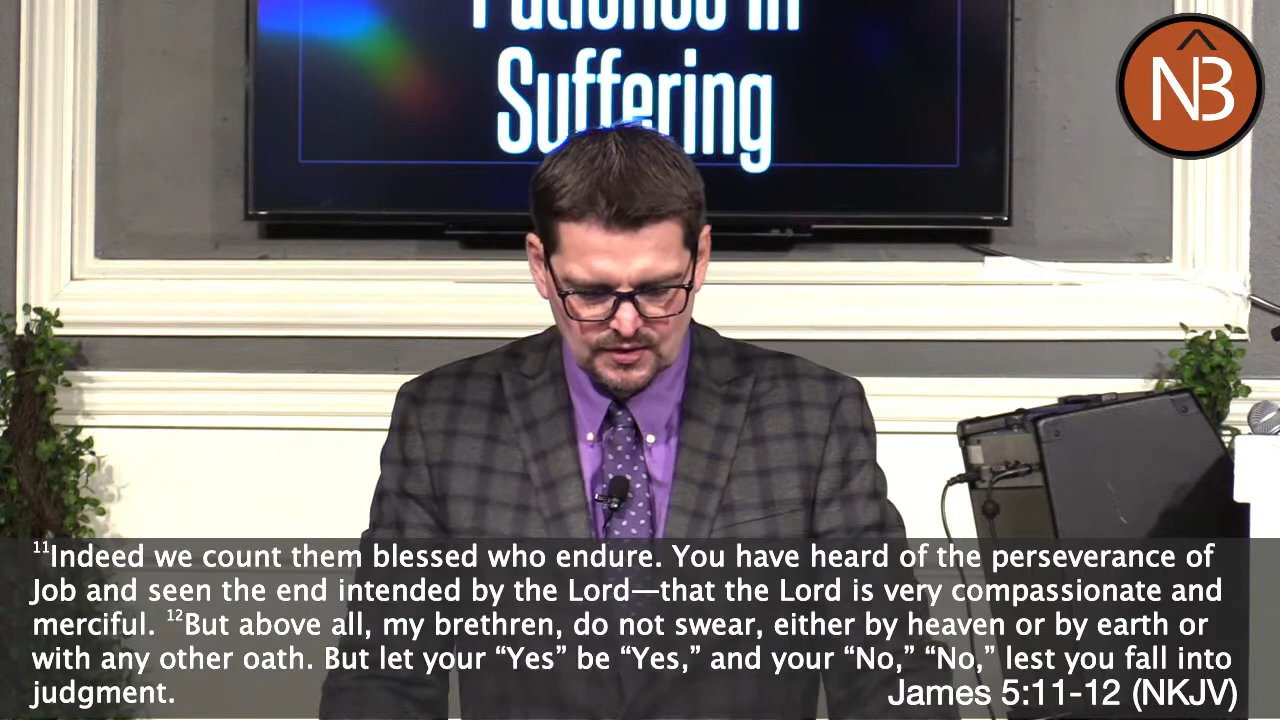 Patience in
Suffering
NB
¹¹Indeed we count them blessed who endure. You have heard of the perseverance of
Job and seen the end intended by the Lord—that the Lord is very compassionate and
merciful. ¹²But above all, my brethren, do not swear, either by heaven or by earth or
with any other oath. But let your “Yes” be “Yes,” and your “No,” “No,” lest you fall into
judgment.
James 5:11-12 (NKJV)